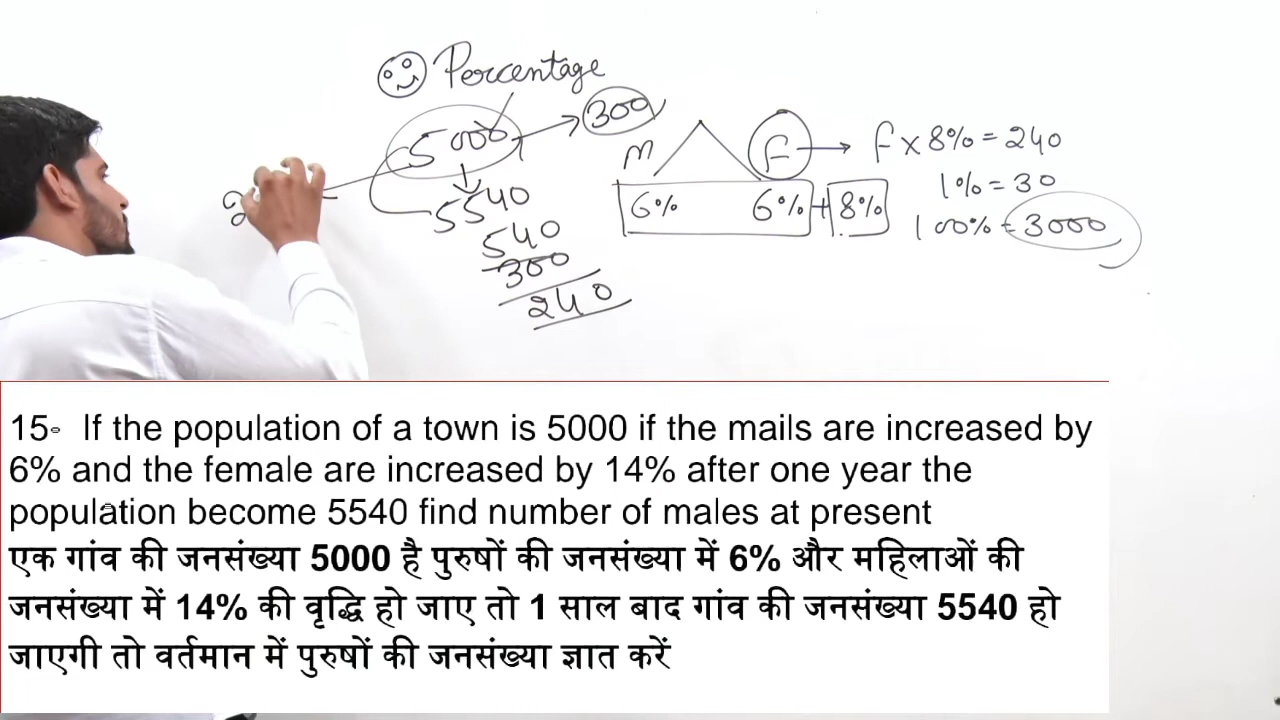 Percentage
5000 → 300
5540
540
300
240
2
M F → F x 8% = 240
6% 6% + 8% 1% = 30
100% = 3000
15- If the population of a town is 5000 if the mails are increased by
6% and the female are increased by 14% after one year the
population become 5540 find number of males at present
एक गांव की जनसंख्या 5000 है पुरुषों की जनसंख्या में 6% और महिलाओं की
जनसंख्या में 14% की वृद्धि हो जाए तो 1 साल बाद गांव की जनसंख्या 5540 हो
जाएगी तो वर्तमान में पुरुषों की जनसंख्या ज्ञात करें